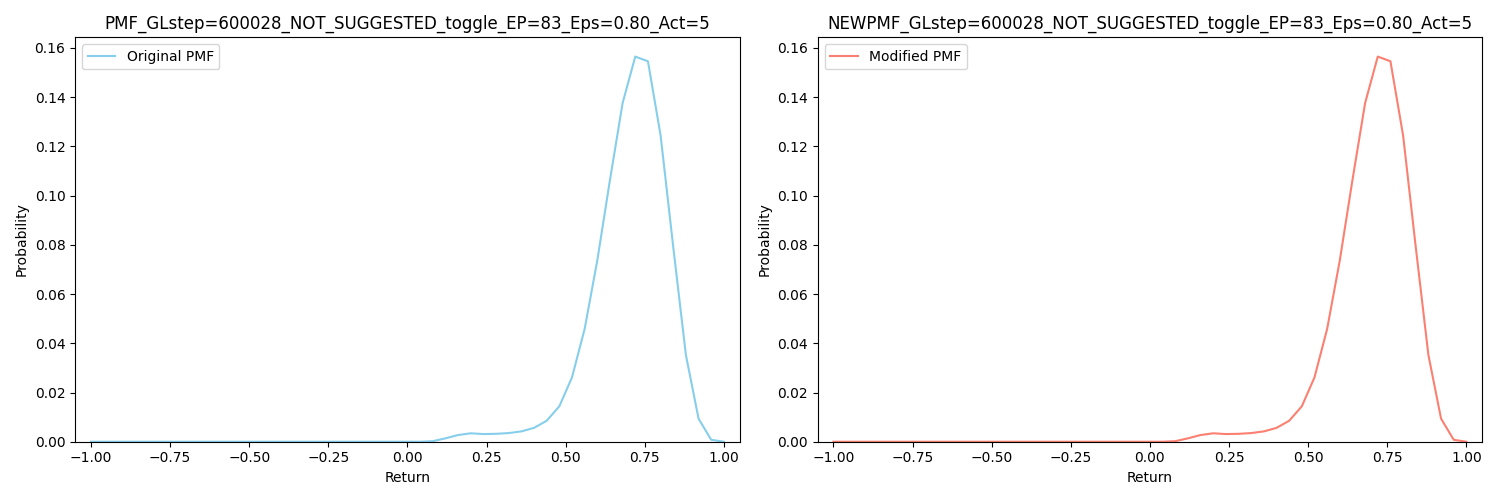 PMF_GLstep=600028_NOT_SUGGESTED_toggle_EP=83_Eps=0.80_Act=5
Original PMF
0.16
0.14
0.12
0.10
0.08
0.06
0.04
0.02
0.00
Probability
−1.00 −0.75 −0.50 −0.25 0.00 0.25 0.50 0.75 1.00
Return
NEWPMF_GLstep=600028_NOT_SUGGESTED_toggle_EP=83_Eps=0.80_Act=5
Modified PMF
0.16
0.14
0.12
0.10
0.08
0.06
0.04
0.02
0.00
Probability
−1.00 −0.75 −0.50 −0.25 0.00 0.25 0.50 0.75 1.00
Return